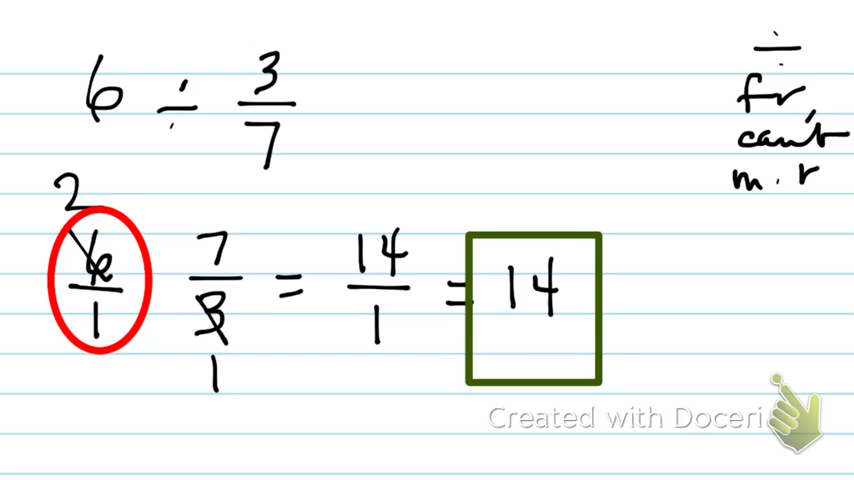 6 ÷ 3/7
2
6/1 7/3 = 14/1 = 14
1
÷
fr,
can't
m. r
Created with Doceri